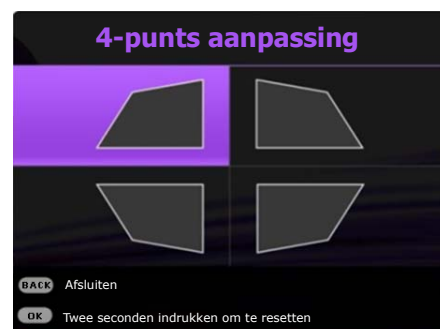 4-punts aanpassing
BACK Afsluiten
OK Twee seconden indrukken om te resetten